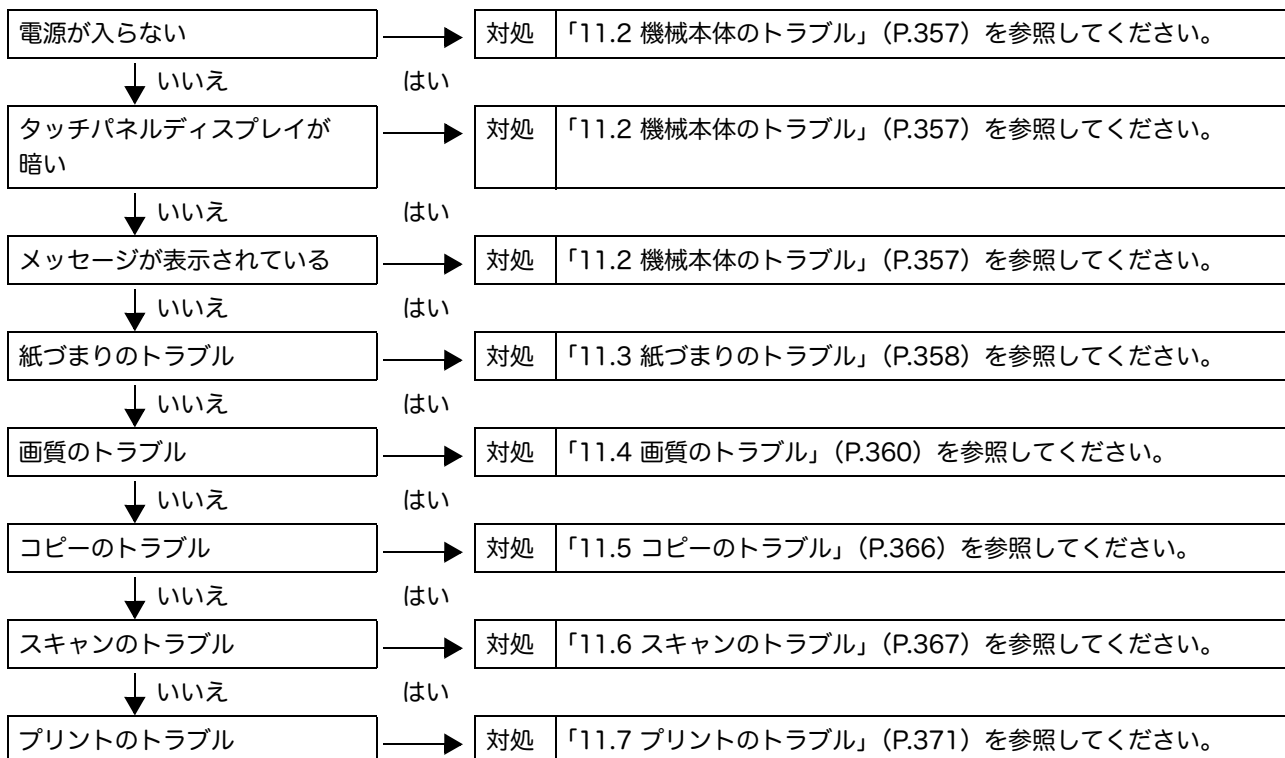 電源が入らない
対処 「11.2 機械本体のトラブル」（P.357）を参照してください。
いいえ はい
タッチパネルディスプレイが
暗い
対処 「11.2 機械本体のトラブル」（P.357）を参照してください。
いいえ はい
メッセージが表示されている
対処 「11.2 機械本体のトラブル」（P.357）を参照してください。
いいえ はい
紙づまりのトラブル
対処 「11.3 紙づまりのトラブル」（P.358）を参照してください。
いいえ はい
画質のトラブル
対処 「11.4 画質のトラブル」（P.360）を参照してください。
いいえ はい
コピーのトラブル
対処 「11.5 コピーのトラブル」（P.366）を参照してください。
いいえ はい
スキャンのトラブル
対処 「11.6 スキャンのトラブル」（P.367）を参照してください。
いいえ はい
プリントのトラブル
対処 「11.7 プリントのトラブル」（P.371）を参照してください。